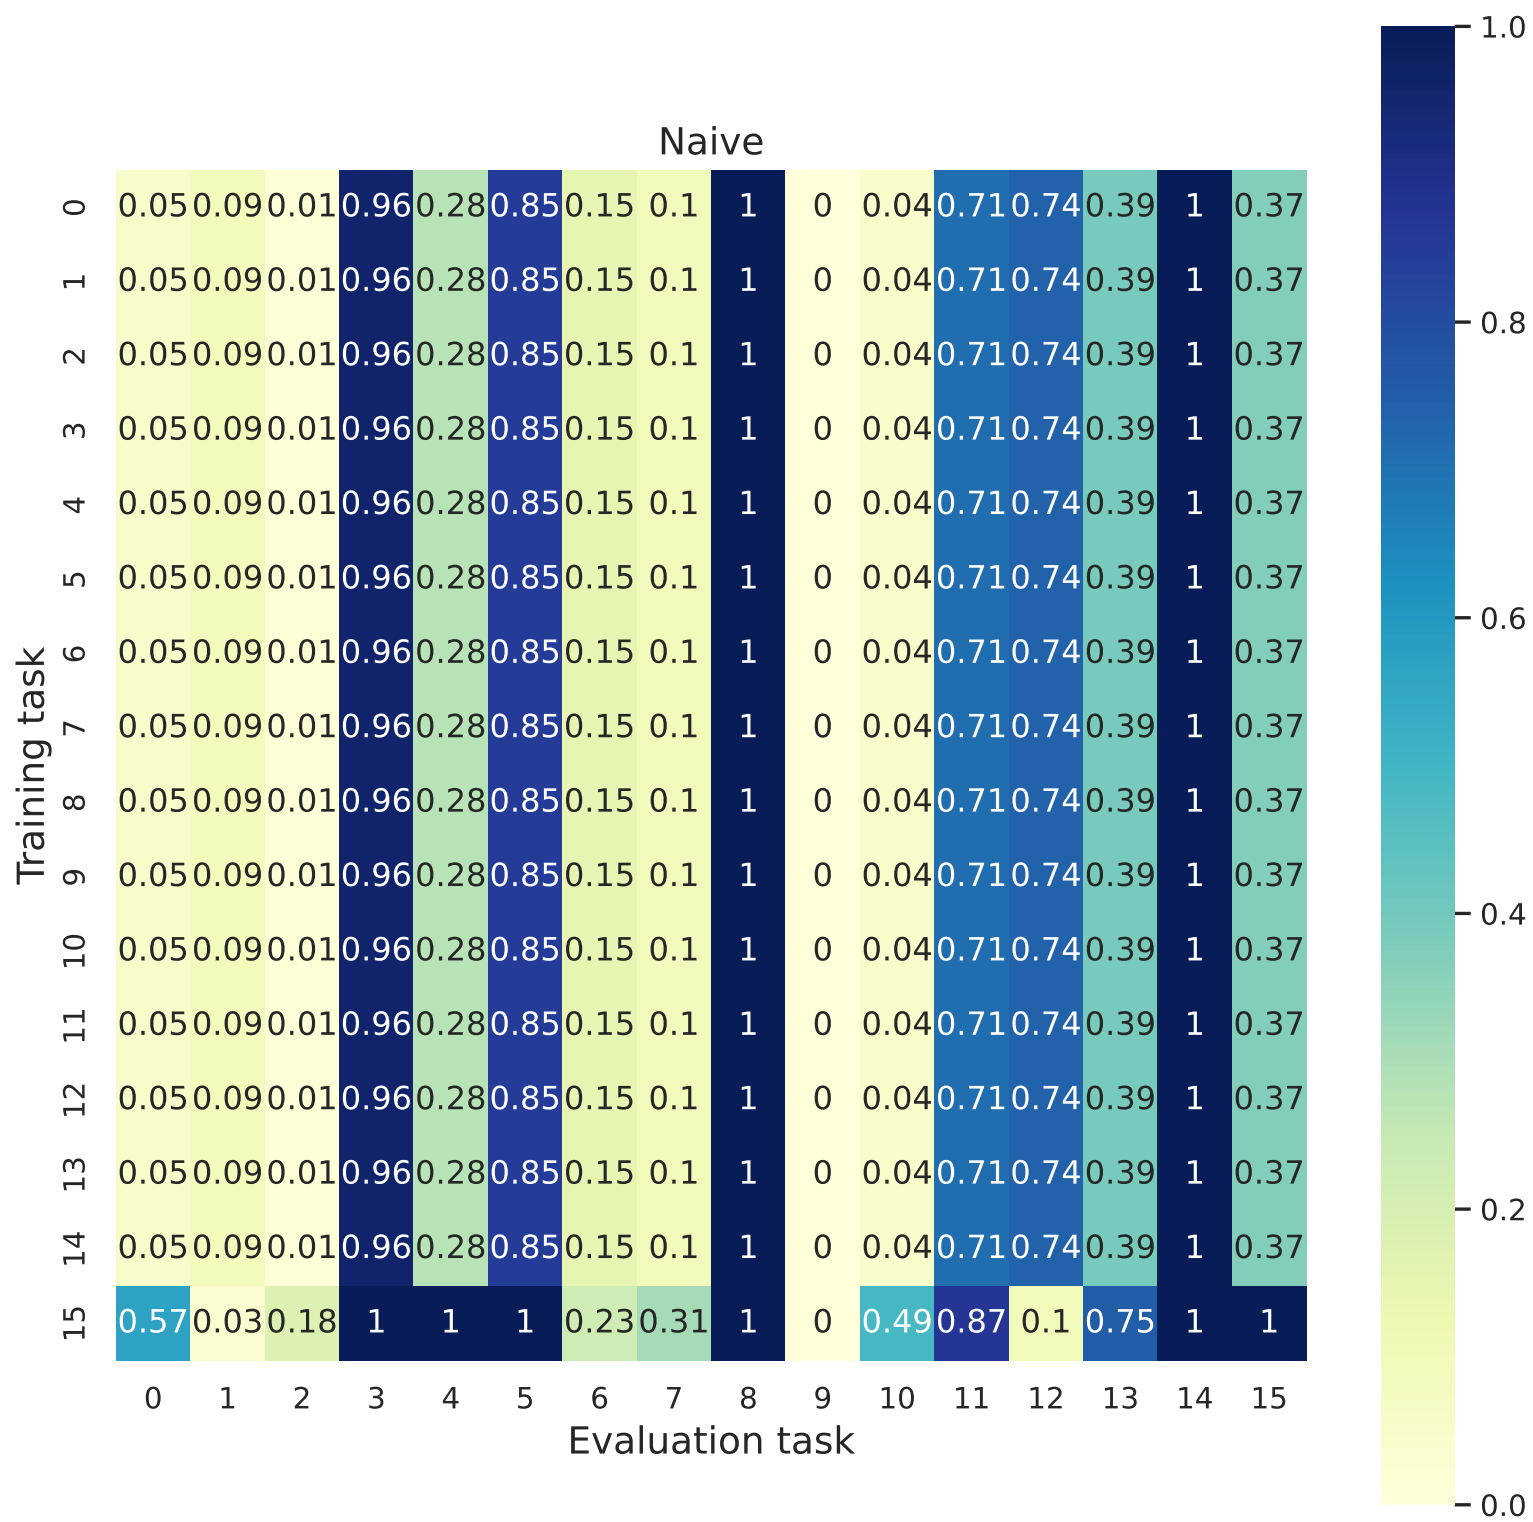 Naive
0 0.05 0.09 0.01 0.96 0.28 0.85 0.15 0.1 1 0 0.04 0.71 0.74 0.39 1 0.37
1 0.05 0.09 0.01 0.96 0.28 0.85 0.15 0.1 1 0 0.04 0.71 0.74 0.39 1 0.37
2 0.05 0.09 0.01 0.96 0.28 0.85 0.15 0.1 1 0 0.04 0.71 0.74 0.39 1 0.37
3 0.05 0.09 0.01 0.96 0.28 0.85 0.15 0.1 1 0 0.04 0.71 0.74 0.39 1 0.37
4 0.05 0.09 0.01 0.96 0.28 0.85 0.15 0.1 1 0 0.04 0.71 0.74 0.39 1 0.37
5 0.05 0.09 0.01 0.96 0.28 0.85 0.15 0.1 1 0 0.04 0.71 0.74 0.39 1 0.37
6 0.05 0.09 0.01 0.96 0.28 0.85 0.15 0.1 1 0 0.04 0.71 0.74 0.39 1 0.37
7 0.05 0.09 0.01 0.96 0.28 0.85 0.15 0.1 1 0 0.04 0.71 0.74 0.39 1 0.37
8 0.05 0.09 0.01 0.96 0.28 0.85 0.15 0.1 1 0 0.04 0.71 0.74 0.39 1 0.37
9 0.05 0.09 0.01 0.96 0.28 0.85 0.15 0.1 1 0 0.04 0.71 0.74 0.39 1 0.37
10 0.05 0.09 0.01 0.96 0.28 0.85 0.15 0.1 1 0 0.04 0.71 0.74 0.39 1 0.37
11 0.05 0.09 0.01 0.96 0.28 0.85 0.15 0.1 1 0 0.04 0.71 0.74 0.39 1 0.37
12 0.05 0.09 0.01 0.96 0.28 0.85 0.15 0.1 1 0 0.04 0.71 0.74 0.39 1 0.37
13 0.05 0.09 0.01 0.96 0.28 0.85 0.15 0.1 1 0 0.04 0.71 0.74 0.39 1 0.37
14 0.05 0.09 0.01 0.96 0.28 0.85 0.15 0.1 1 0 0.04 0.71 0.74 0.39 1 0.37
15 0.57 0.03 0.18 1 1 1 0.23 0.31 1 0 0.49 0.87 0.1 0.75 1 1
0 1 2 3 4 5 6 7 8 9 10 11 12 13 14 15
Evaluation task
Training task
1.0
0.8
0.6
0.4
0.2
0.0